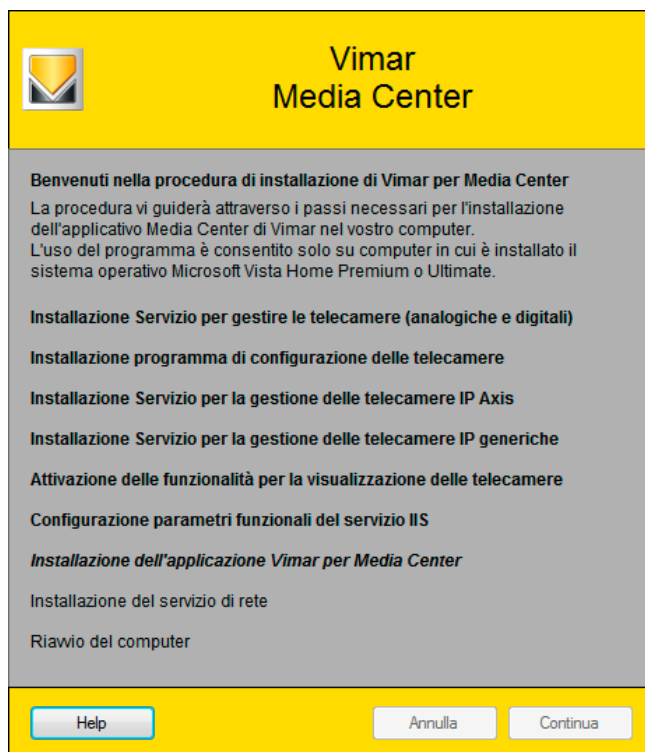 Vimar
Media Center
Benvenuti nella procedura di installazione di Vimar per Media Center
La procedura vi guiderà attraverso i passi necessari per l'installazione
dell'applicativo Media Center di Vimar nel vostro computer.
L'uso del programma è consentito solo su computer in cui è installato il
sistema operativo Microsoft Vista Home Premium o Ultimate.
Installazione Servizio per gestire le telecamere (analogiche e digitali)
Installazione programma di configurazione delle telecamere
Installazione Servizio per la gestione delle telecamere IP Axis
Installazione Servizio per la gestione delle telecamere IP generiche
Attivazione delle funzionalità per la visualizzazione delle telecamere
Configurazione parametri funzionali del servizio IIS
Installazione dell'applicazione Vimar per Media Center
Installazione del servizio di rete
Riavvio del computer
Help
Annulla
Continua